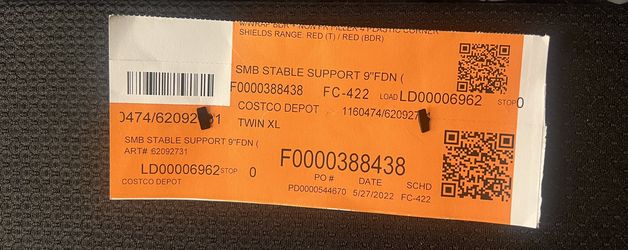 SHIELDS RANGE: RED (T) / RED (BDR)
SMB STABLE SUPPORT 9"FDN (
F0000388438 FC-422 LOAD LD00006962 STOP 0
COSTCO DEPOT 1160474/620927
TWIN XL
0474/6209 31
SMB STABLE SUPPORT 9"FDN (
ART#: 62092731
LD00006962 STOP 0
COSTCO DEPOT
F0000388438
PO # DATE SCHD
PD0000544670 5/27/2022 FC-422